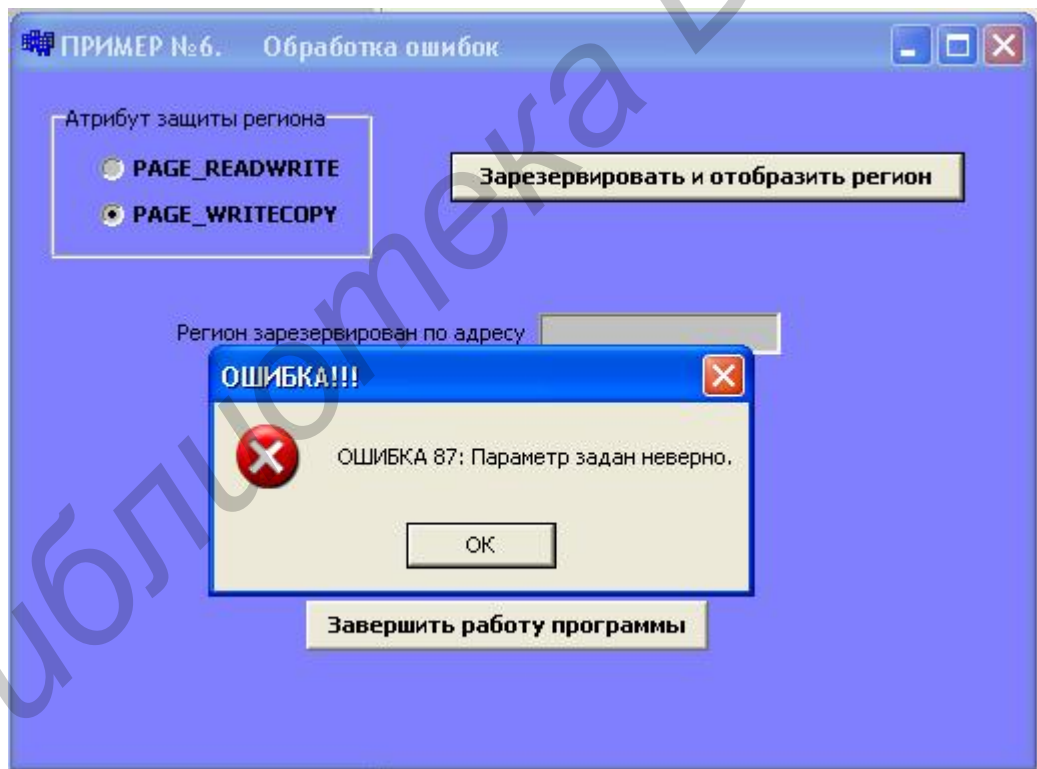 ПРИМЕР №6. Обработка ошибок
Атрибут защиты региона
PAGE_READWRITE
PAGE_WRITECOPY
Зарезервировать и отобразить регион
Регион зарезервирован по адресу
ОШИБКА!!!
ОШИБКА 87: Параметр задан неверно.
OK
Завершить работу программы
иблиотека Б